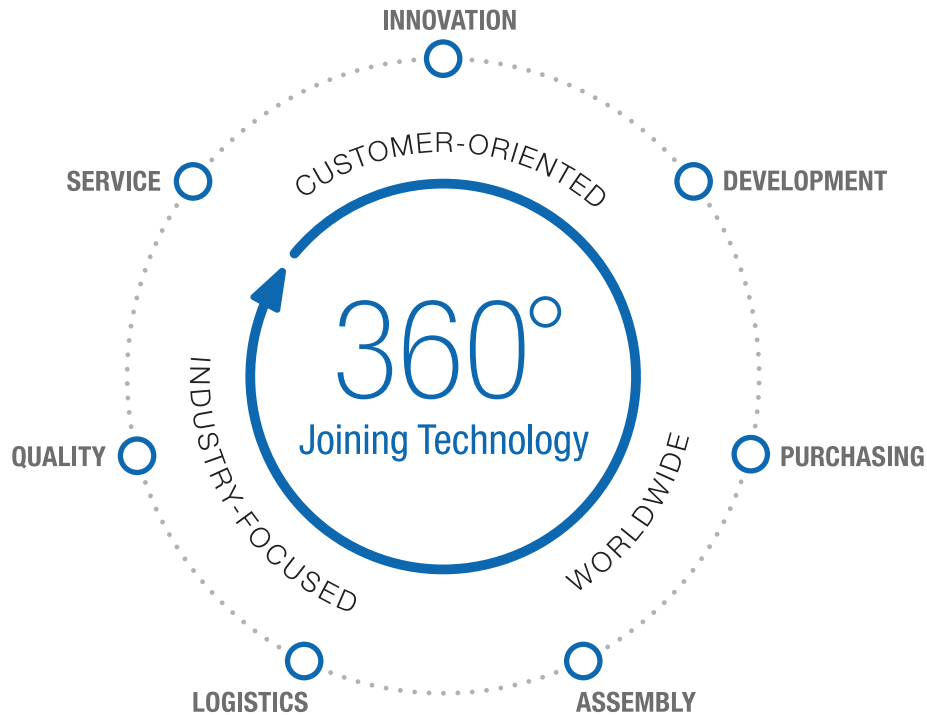 INNOVATION
CUSTOMER-ORIENTED
SERVICE
DEVELOPMENT
360°
Joining Technology
INDUSTRY-FOCUSED
WORLDWIDE
QUALITY
PURCHASING
LOGISTICS
ASSEMBLY